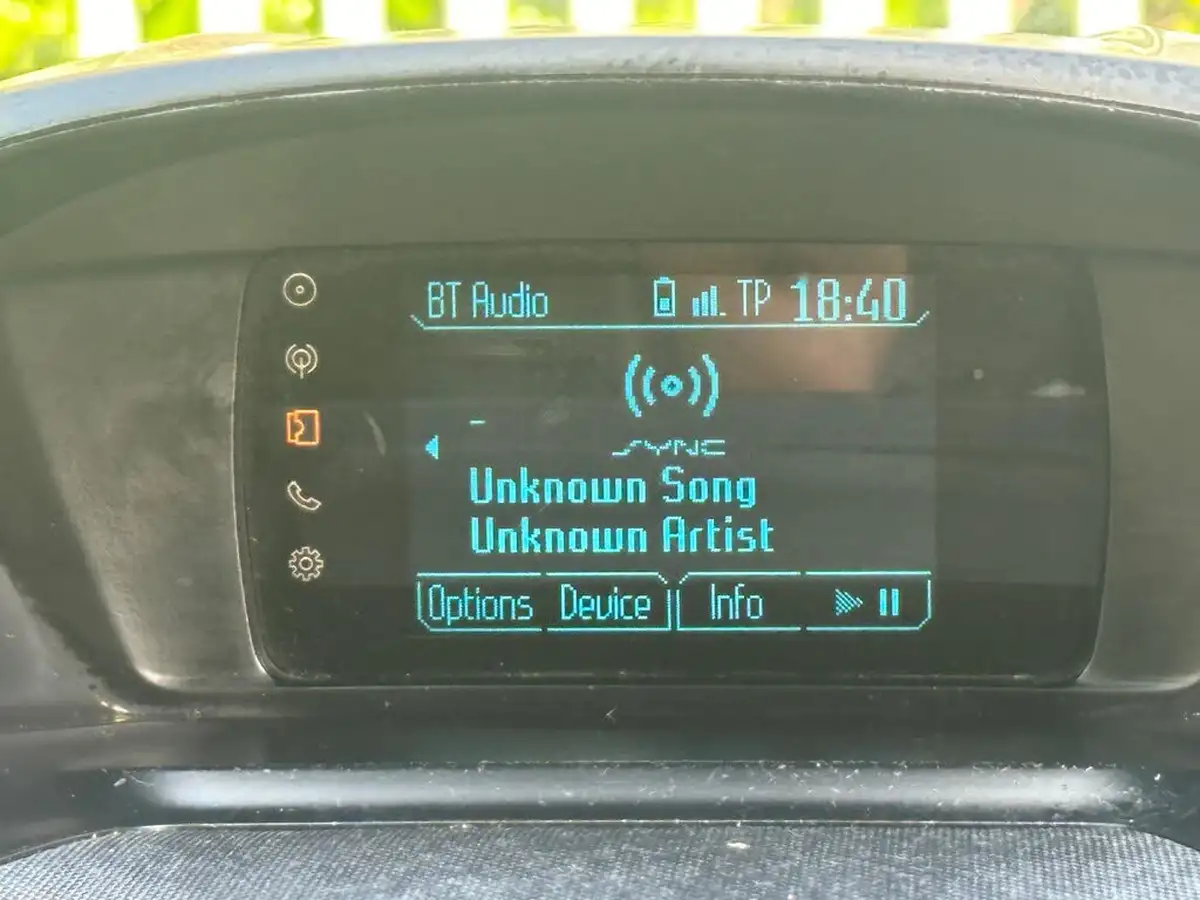 BT Audio TP 18:40
SYNC
Unknown Song
Unknown Artist
Options Device Info